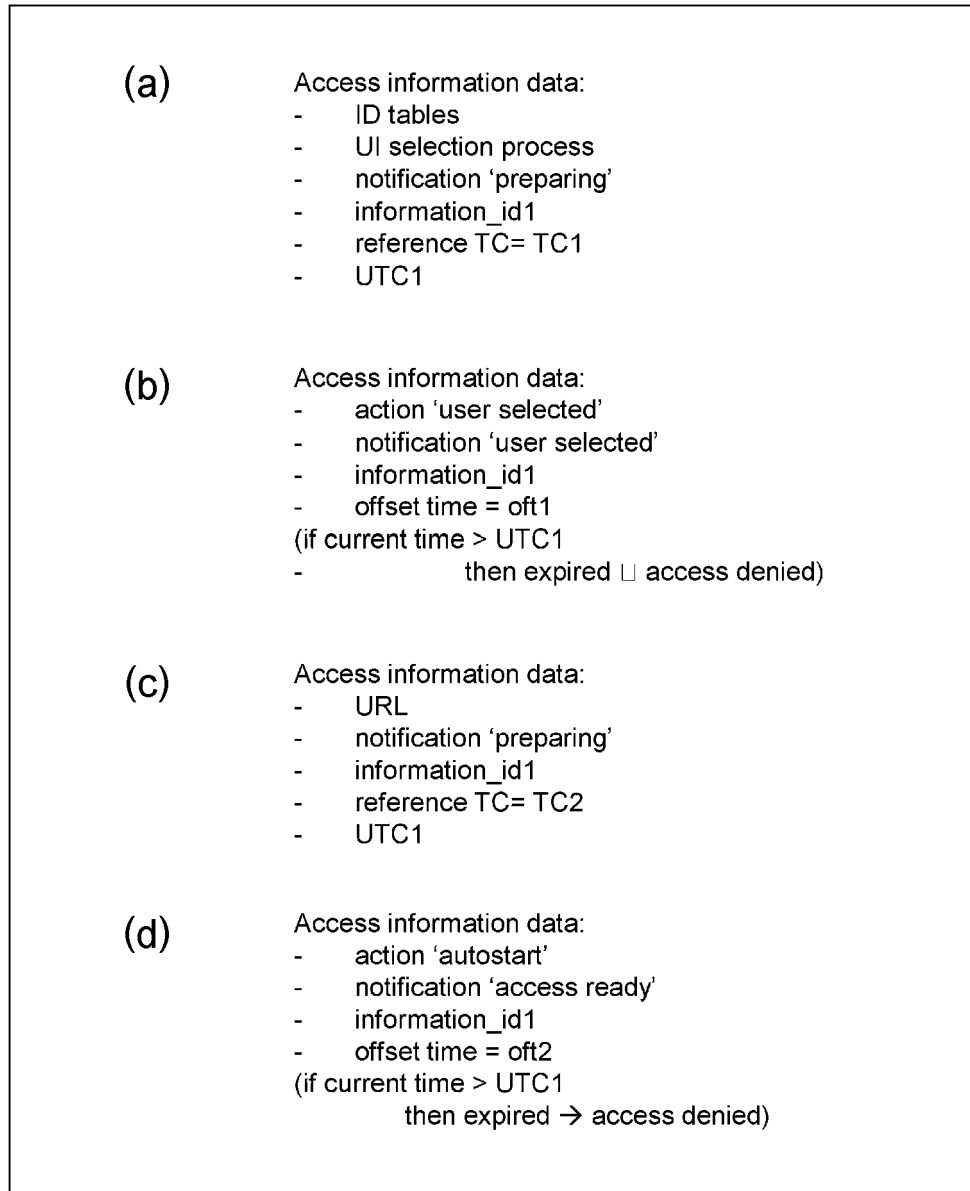 (a) Access information data:
- ID tables
- UI selection process
- notification ‘preparing’
- information_id1
- reference TC= TC1
- UTC1
(b) Access information data:
- action ‘user selected’
- notification ‘user selected’
- information_id1
- offset time = oft1
(if current time > UTC1
- then expired □ access denied)
(c) Access information data:
- URL
- notification ‘preparing’
- information_id1
- reference TC= TC2
- UTC1
(d) Access information data:
- action ‘autostart’
- notification ‘access ready’
- information_id1
- offset time = oft2
(if current time > UTC1
then expired → access denied)